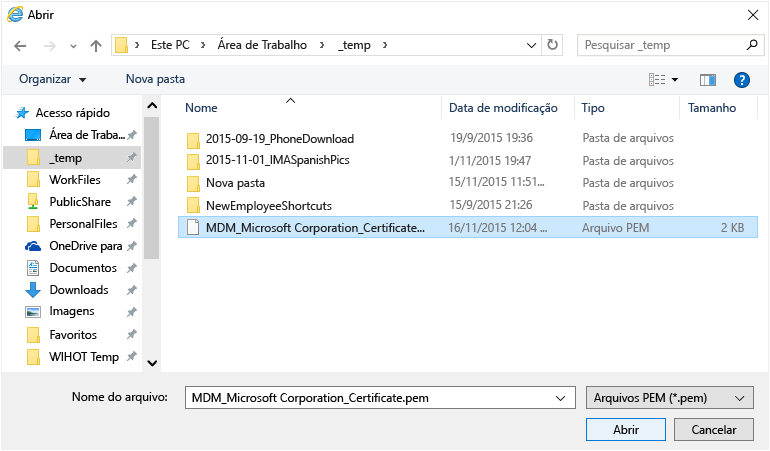 Abrir
Este PC Área de Trabalho _temp Pesquisar _temp
Organizar Nova pasta ?
Nome Data de modificação Tipo Tamanho
Acesso rápido
Área de Traba...
_temp
WorkFiles
PublicShare
PersonalFiles
OneDrive para
Documentos
Downloads
Imagens
Favoritos
WIHOT Temp
2015-09-19_PhoneDownload 19/9/2015 19:36 Pasta de arquivos
2015-11-01_IMASpanishPics 1/11/2015 19:47 Pasta de arquivos
Nova pasta 15/11/2015 11:51... Pasta de arquivos
NewEmployeeShortcuts 15/9/2015 21:26 Pasta de arquivos
MDM_Microsoft Corporation_Certificate... 16/11/2015 12:04 ... Arquivo PEM 2 KB
Nome do arquivo: MDM_Microsoft Corporation_Certificate.pem Arquivos PEM (*.pem)
Abrir Cancelar